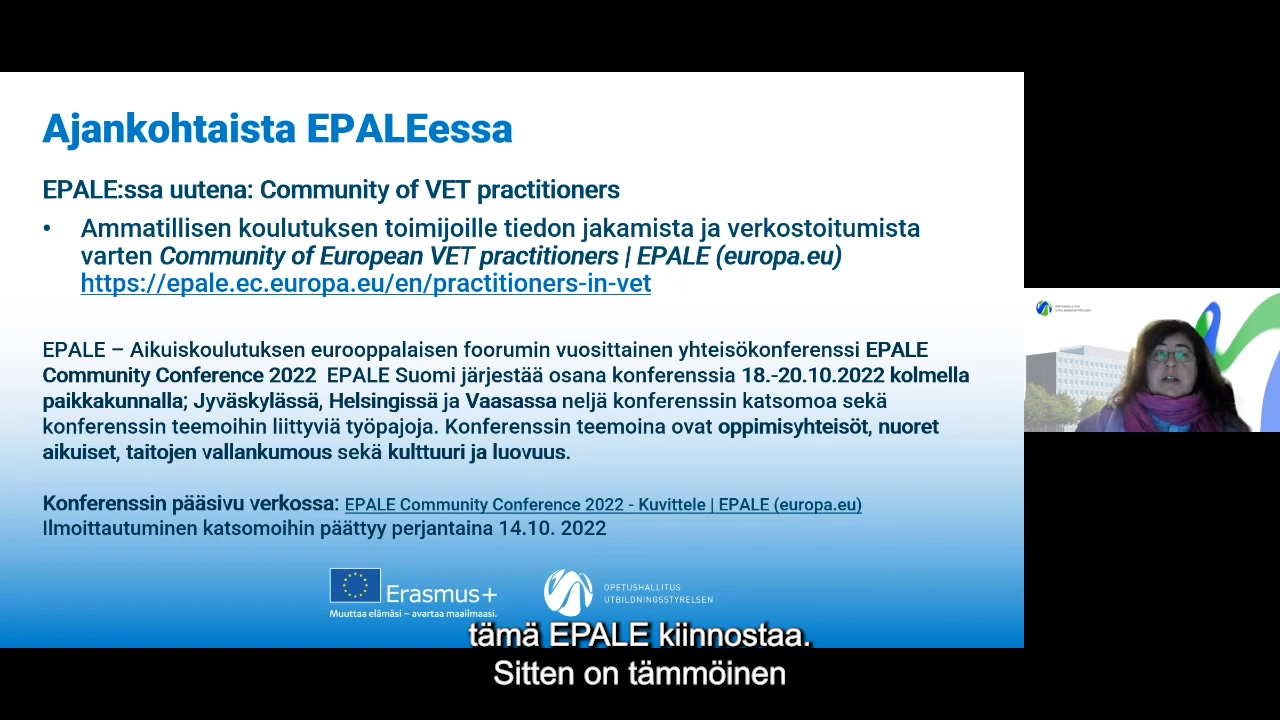 Ajankohtaista EPALEessa
EPALE:ssa uutena: Community of VET practitioners
• Ammatillisen koulutuksen toimijoille tiedon jakamista ja verkostoitumista
varten Community of European VET practitioners | EPALE (europa.eu)
https://epale.ec.europa.eu/en/practitioners-in-vet
EPALE – Aikuiskoulutuksen eurooppalaisen foorumin vuosittainen yhteisökonferenssi EPALE
Community Conference 2022 EPALE Suomi järjestää osana konferenssia 18.-20.10.2022 kolmella
paikkakunnalla; Jyväskylässä, Helsingissä ja Vaasassa neljä konferenssin katsomoa sekä
konferenssin teemoihin liittyviä työpajoja. Konferenssin teemoina ovat oppimisyhteisöt, nuoret
aikuiset, taitojen vallankumous sekä kulttuuri ja luovuus.
Konferenssin pääsivu verkossa: EPALE Community Conference 2022 - Kuvittele | EPALE (europa.eu)
Ilmoittautuminen katsomoihin päättyy perjantaina 14.10. 2022
Erasmus+
Muuttaa elämäsi – avartaa maailmaasi.
OPETUSHALLITUS
UTBILDNINGSSTYRELSEN
OPETUSHALLITUS
UTBILDNINGSSTYRELSEN
tämä EPALE kiinnostaa.
Sitten on tämmöinen